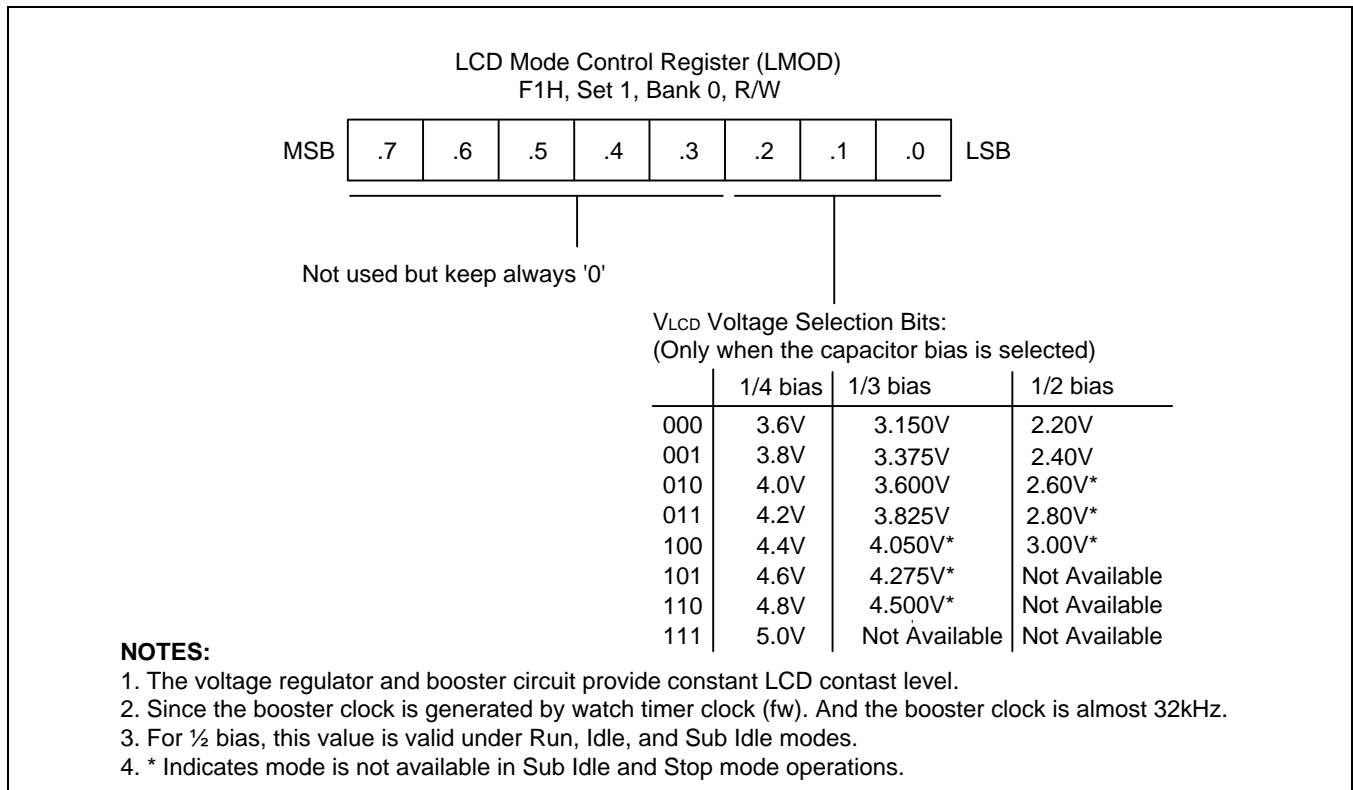 LCD Mode Control Register (LMOD)
F1H, Set 1, Bank 0, R/W
MSB .7 .6 .5 .4 .3 .2 .1 .0 LSB
Not used but keep always '0'
VLCD Voltage Selection Bits:
(Only when the capacitor bias is selected)
1/4 bias 1/3 bias 1/2 bias
000 3.6V 3.150V 2.20V
001 3.8V 3.375V 2.40V
010 4.0V 3.600V 2.60V*
011 4.2V 3.825V 2.80V*
100 4.4V 4.050V* 3.00V*
101 4.6V 4.275V* Not Available
110 4.8V 4.500V* Not Available
111 5.0V Not Available Not Available
NOTES:
1. The voltage regulator and booster circuit provide constant LCD contast level.
2. Since the booster clock is generated by watch timer clock (fw). And the booster clock is almost 32kHz.
3. For ½ bias, this value is valid under Run, Idle, and Sub Idle modes.
4. * Indicates mode is not available in Sub Idle and Stop mode operations.